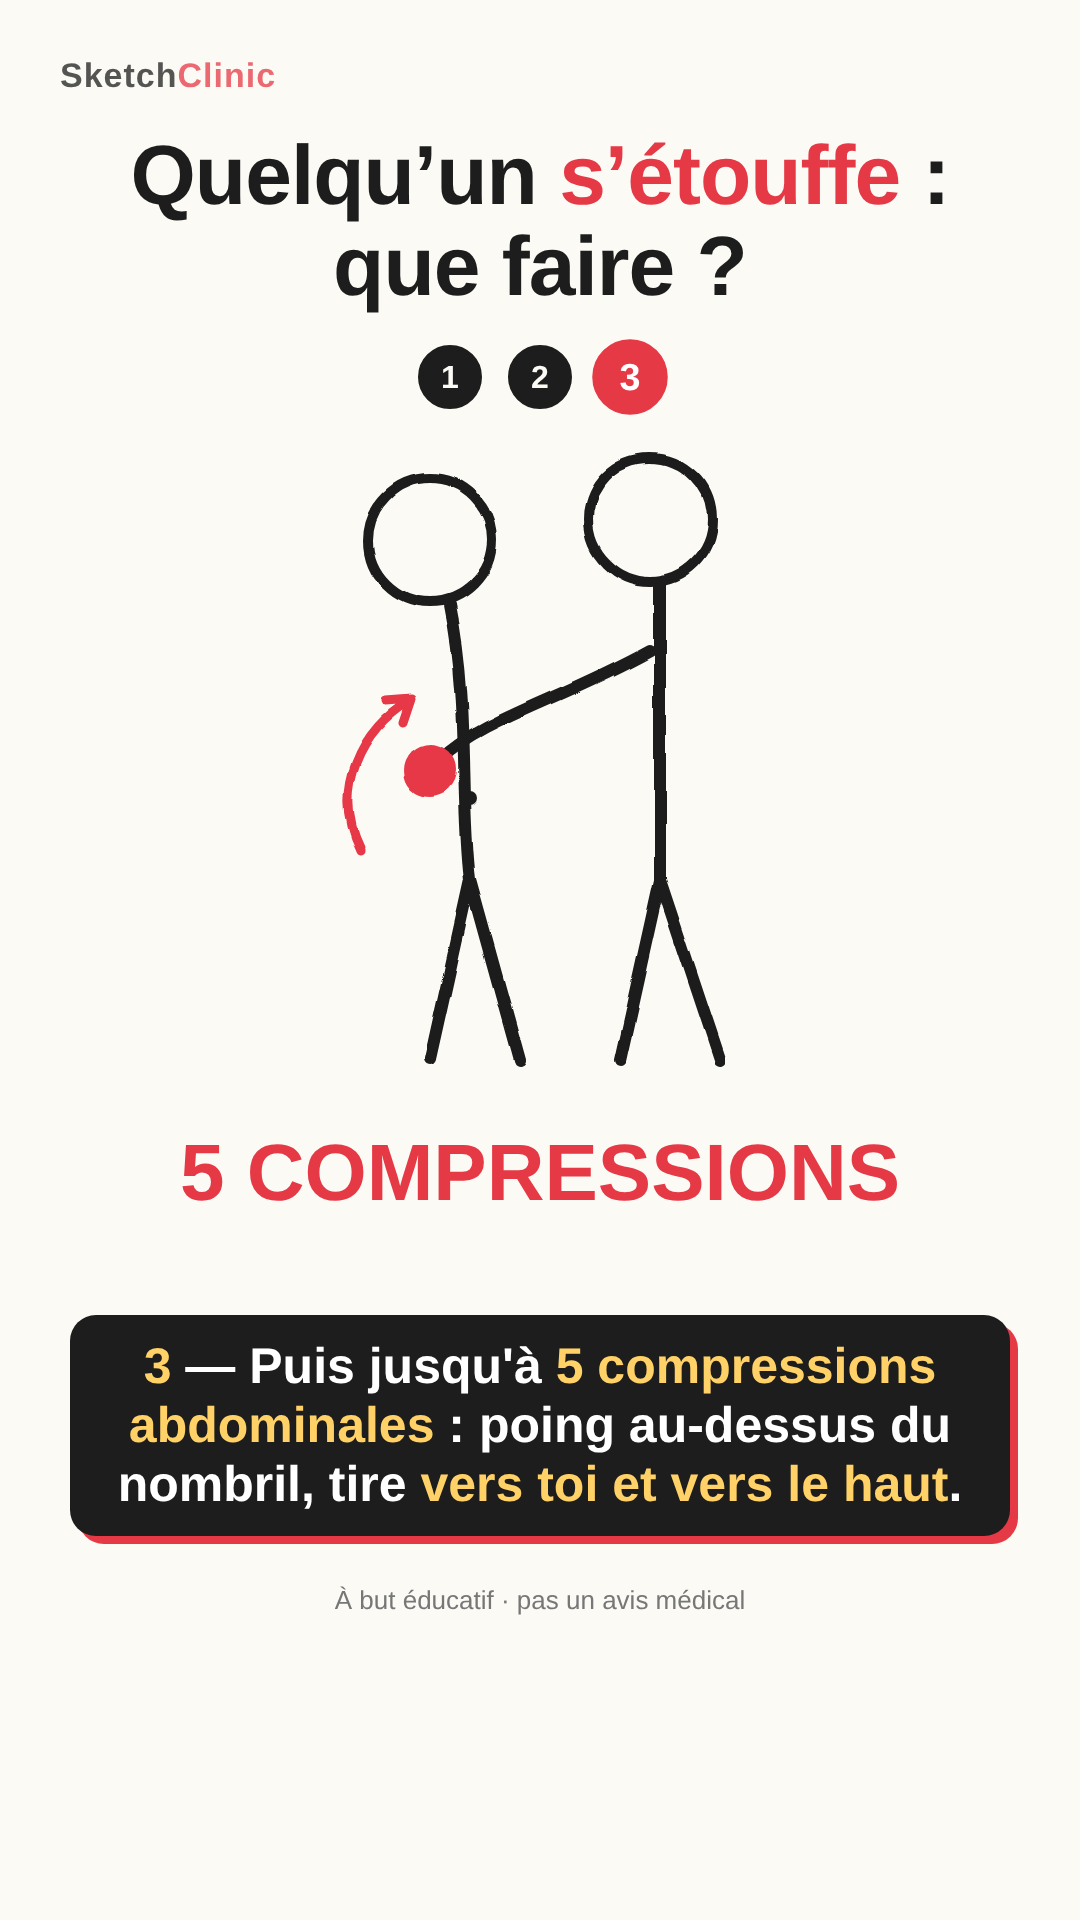 SketchClinic
Quelqu’un s’étouffe :
que faire ?
1 2 3
5 COMPRESSIONS
3 — Puis jusqu'à 5 compressions
abdominales : poing au-dessus du
nombril, tire vers toi et vers le haut.
À but éducatif · pas un avis médical